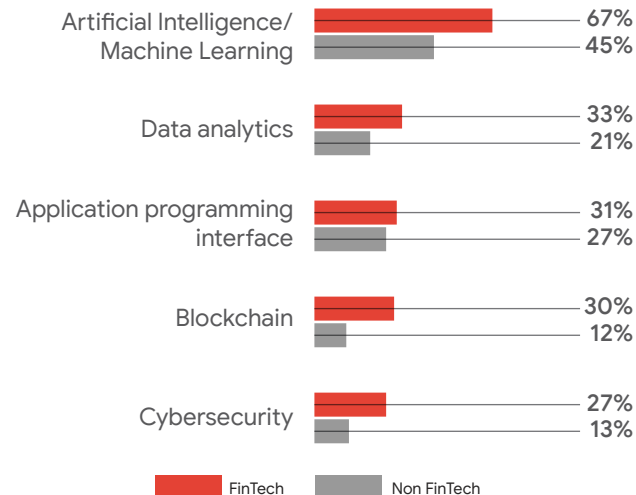 Artificial Intelligence/
Machine Learning
67%
45%
Data analytics
33%
21%
Application programming
interface
31%
27%
Blockchain
30%
12%
Cybersecurity
27%
13%
FinTech
Non FinTech